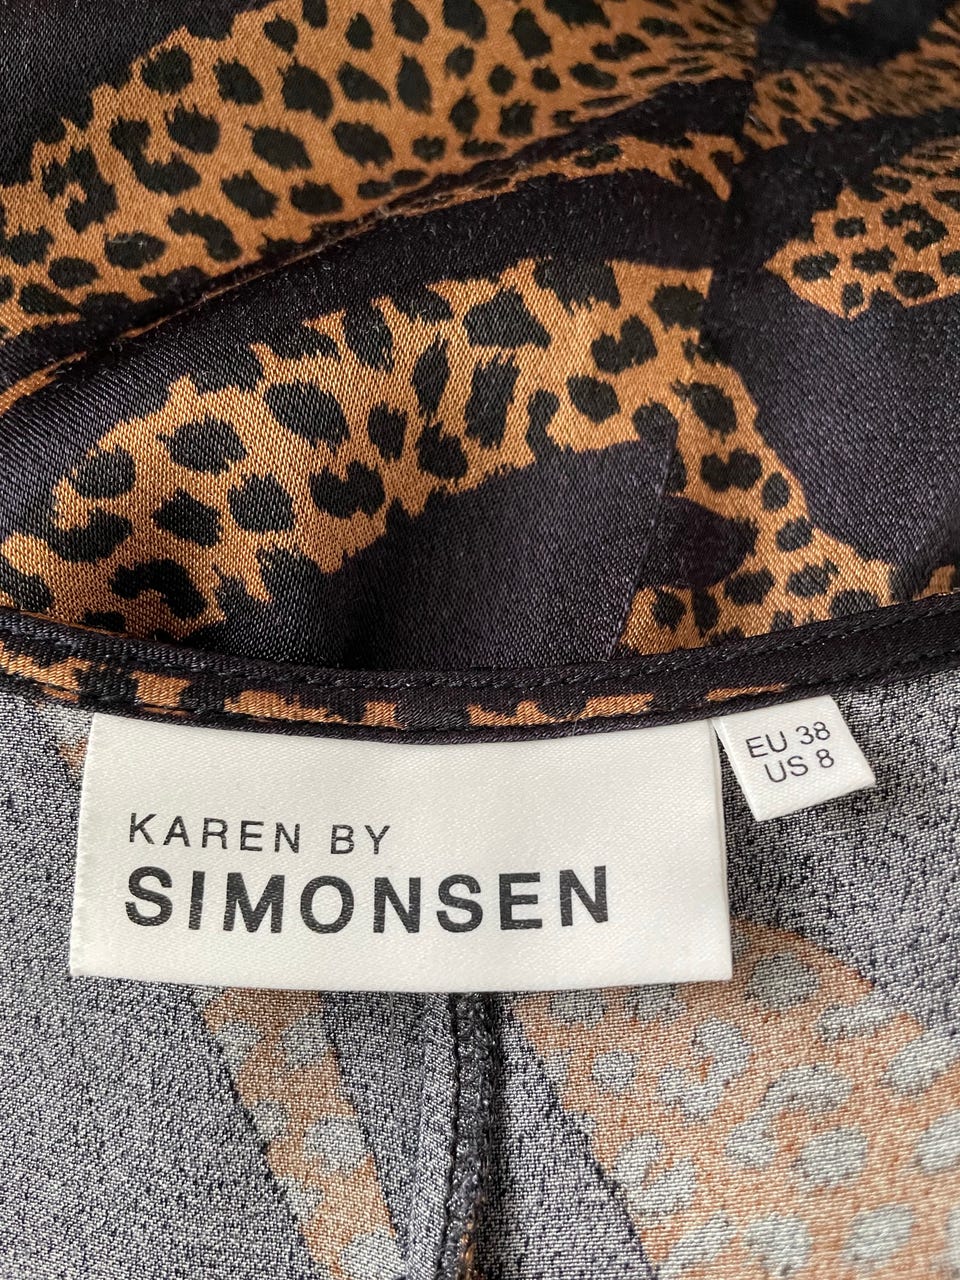 KAREN BY
SIMONSEN
EU 38
US 8